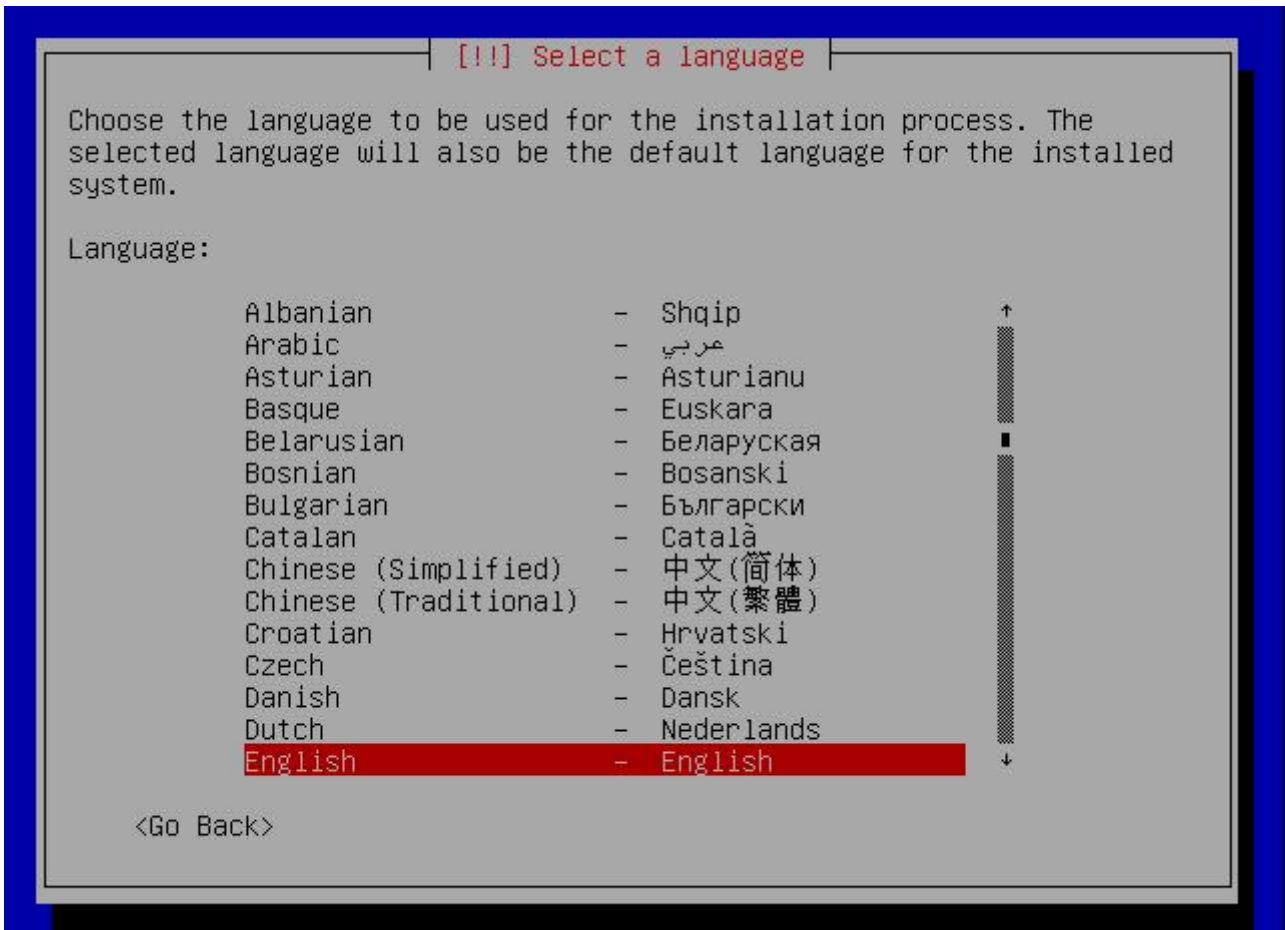 [!!] Select a language
Choose the language to be used for the installation process. The
selected language will also be the default language for the installed
system.
Language:
Albanian – Shqip
Arabic – عربي
Asturian – Asturianu
Basque – Euskara
Belarusian – Беларуская
Bosnian – Bosanski
Bulgarian – Български
Catalan – Català
Chinese (Simplified) – 中文(简体)
Chinese (Traditional) – 中文(繁體)
Croatian – Hrvatski
Czech – Čeština
Danish – Dansk
Dutch – Nederlands
English – English
<Go Back>